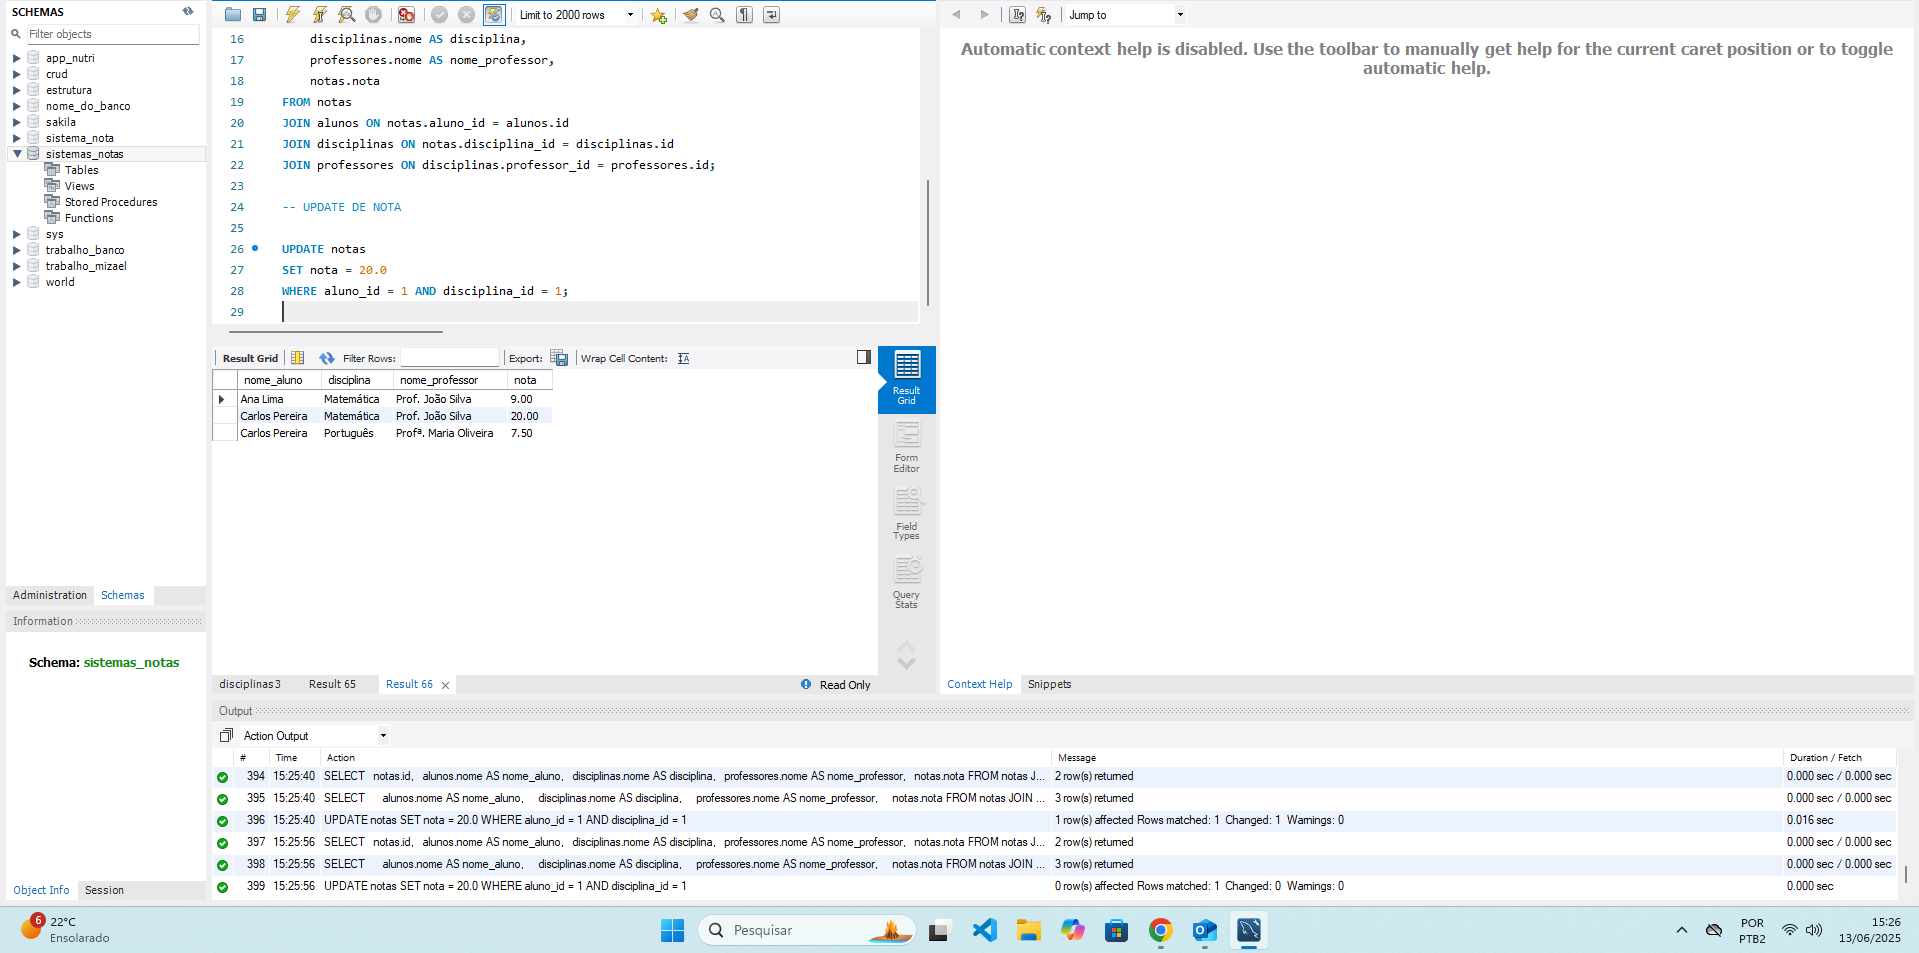 SCHEMAS
Filter objects
app_nutri
crud
estrutura
nome_do_banco
sakila
sistema_nota
sistemas_notas
Tables
Views
Stored Procedures
Functions
sys
trabalho_banco
trabalho_mizael
world
Administration Schemas
Information
Schema: sistemas_notas
Object Info Session
Limit to 2000 rows
16 disciplinas.nome AS disciplina,
17 professores.nome AS nome_professor,
18 notas.nota
19 FROM notas
20 JOIN alunos ON notas.aluno_id = alunos.id
21 JOIN disciplinas ON notas.disciplina_id = disciplinas.id
22 JOIN professores ON disciplinas.professor_id = professores.id;
23
24 -- UPDATE DE NOTA
25
26 UPDATE notas
27 SET nota = 20.0
28 WHERE aluno_id = 1 AND disciplina_id = 1;
29
Result Grid Filter Rows: Export: Wrap Cell Content:
nome_aluno disciplina nome_professor nota
Ana Lima Matemática Prof. João Silva 9.00
Carlos Pereira Matemática Prof. João Silva 20.00
Carlos Pereira Português Profª. Maria Oliveira 7.50
Result
Grid
Form
Editor
Field
Types
Query
Stats
disciplinas3 Result 65 Result 66 Read Only
Jump to
Automatic context help is disabled. Use the toolbar to manually get help for the current caret position or to toggle
automatic help.
Context Help Snippets
Output
Action Output
# Time Action Message Duration / Fetch
394 15:25:40 SELECT notas.id, alunos.nome AS nome_aluno, disciplinas.nome AS disciplina, professores.nome AS nome_professor, notas.nota FROM notas J... 2 row(s) returned 0.000 sec / 0.000 sec
395 15:25:40 SELECT alunos.nome AS nome_aluno, disciplinas.nome AS disciplina, professores.nome AS nome_professor, notas.nota FROM notas JOIN ... 3 row(s) returned 0.000 sec / 0.000 sec
396 15:25:40 UPDATE notas SET nota = 20.0 WHERE aluno_id = 1 AND disciplina_id = 1 1 row(s) affected Rows matched: 1 Changed: 1 Warnings: 0 0.016 sec
397 15:25:56 SELECT notas.id, alunos.nome AS nome_aluno, disciplinas.nome AS disciplina, professores.nome AS nome_professor, notas.nota FROM notas J... 2 row(s) returned 0.000 sec / 0.000 sec
398 15:25:56 SELECT alunos.nome AS nome_aluno, disciplinas.nome AS disciplina, professores.nome AS nome_professor, notas.nota FROM notas JOIN ... 3 row(s) returned 0.000 sec / 0.000 sec
399 15:25:56 UPDATE notas SET nota = 20.0 WHERE aluno_id = 1 AND disciplina_id = 1 0 row(s) affected Rows matched: 1 Changed: 0 Warnings: 0 0.000 sec
6
22°C
Ensolarado
Pesquisar
POR
PTB2
15:26
13/06/2025